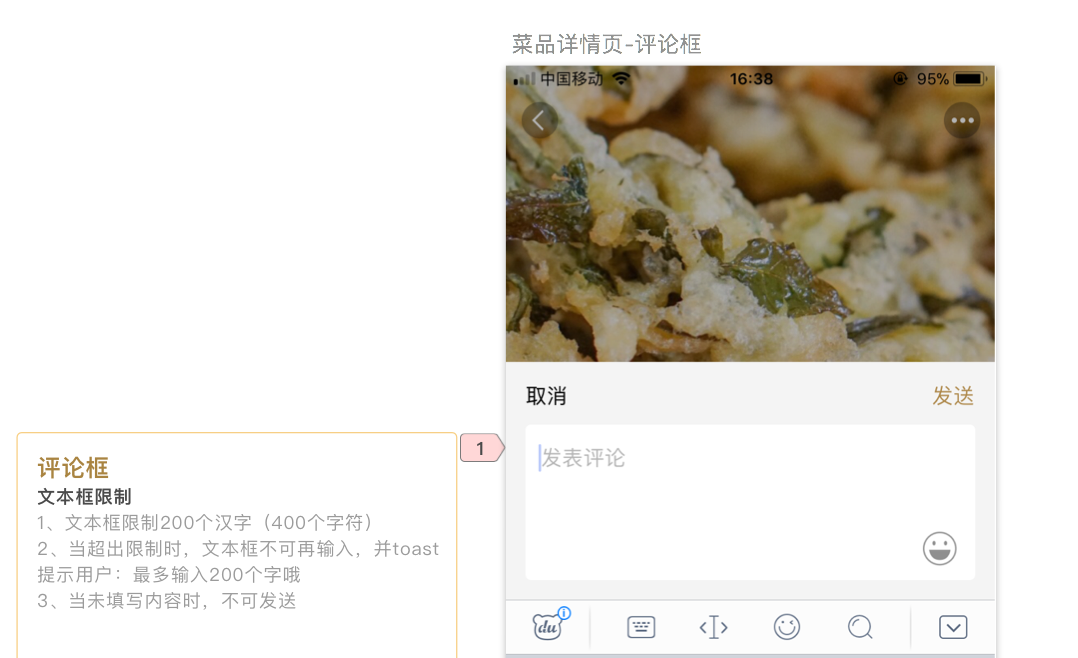 菜品详情页-评论框
中国移动
16:38
95%
取消
发送
1
发表评论
评论框
文本框限制
1、文本框限制200个汉字（400个字符）
2、当超出限制时，文本框不可再输入，并toast
提示用户：最多输入200个字哦
3、当未填写内容时，不可发送
du